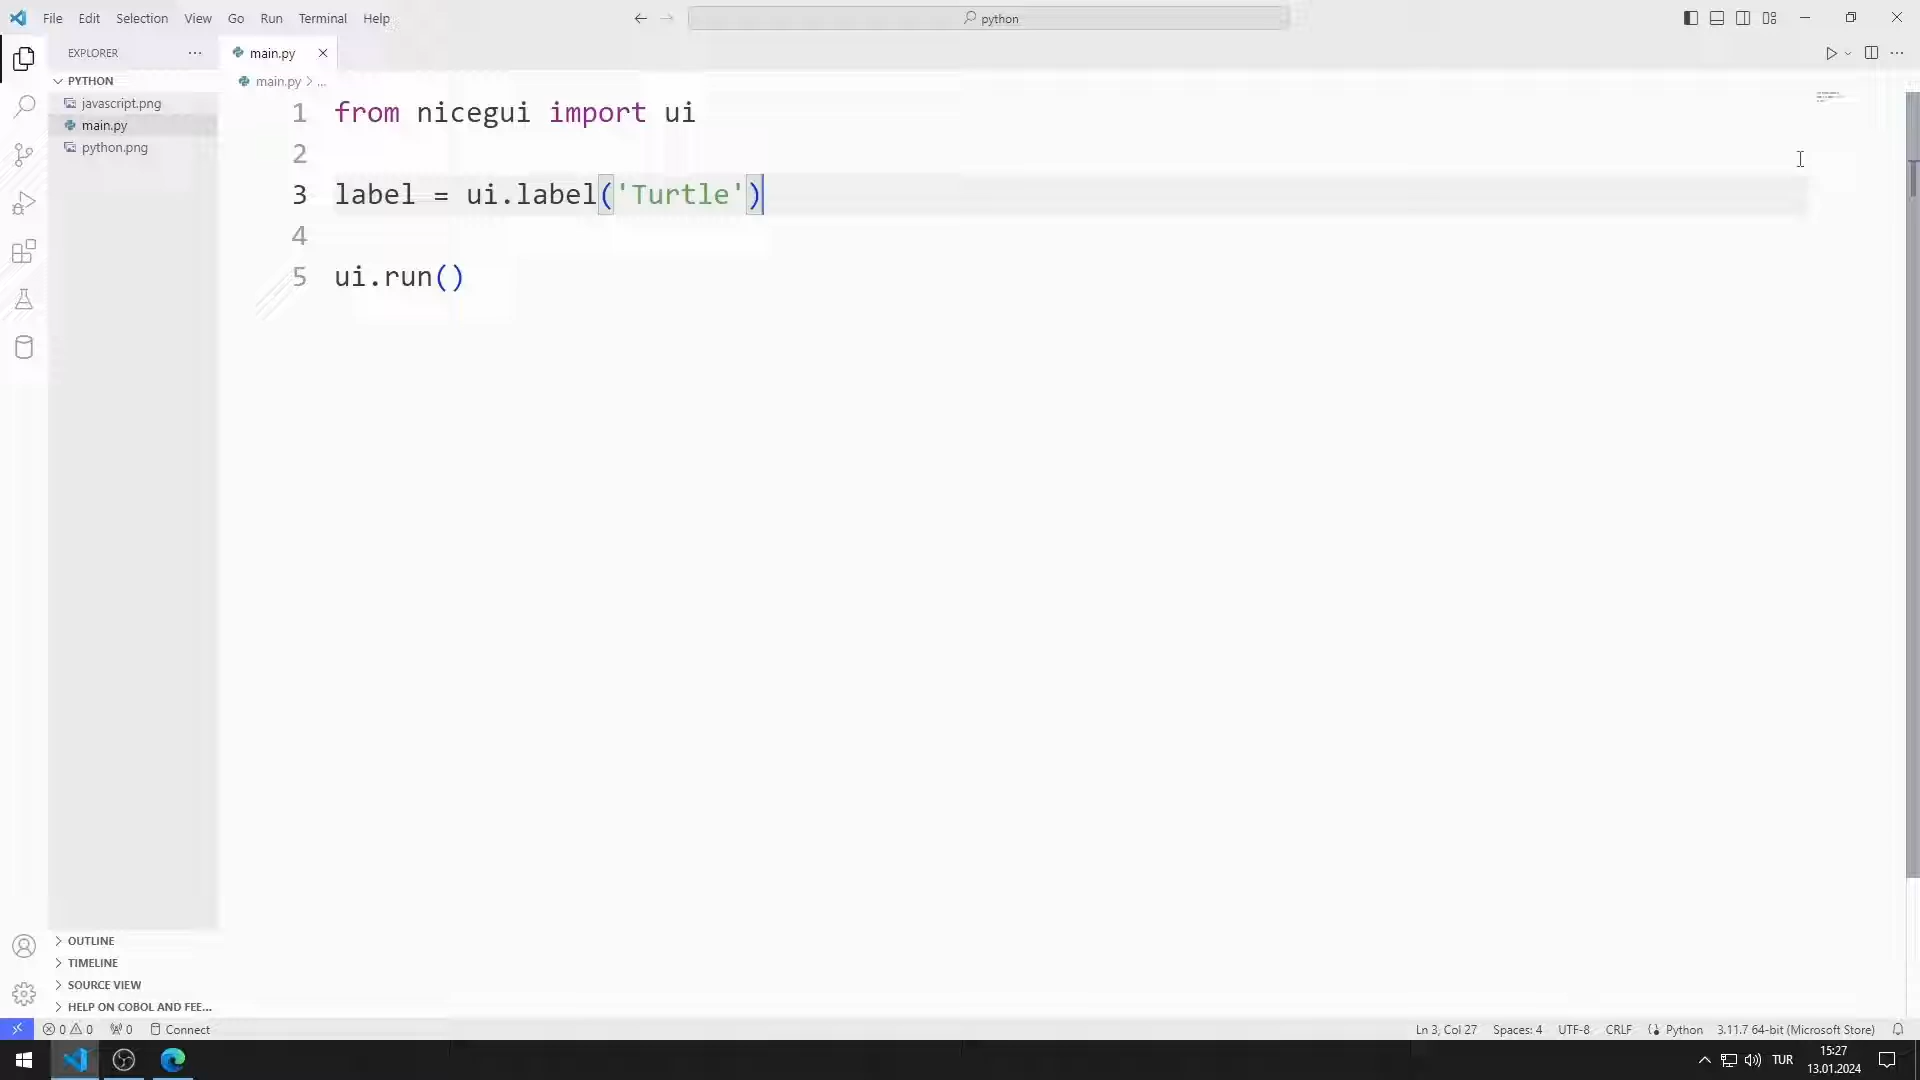 File Edit Selection View Go Run Terminal Help
python
EXPLORER
main.py
PYTHON
main.py > ...
javascript.png
main.py
python.png
1 from nicegui import ui
2
3 label = ui.label('Turtle')
4
5 ui.run()
OUTLINE
TIMELINE
SOURCE VIEW
HELP ON COBOL AND FEE...
0 0 0 Connect
Ln 3, Col 27 Spaces: 4 UTF-8 CRLF Python 3.11.7 64-bit (Microsoft Store)
TUR
15:27
13.01.2024